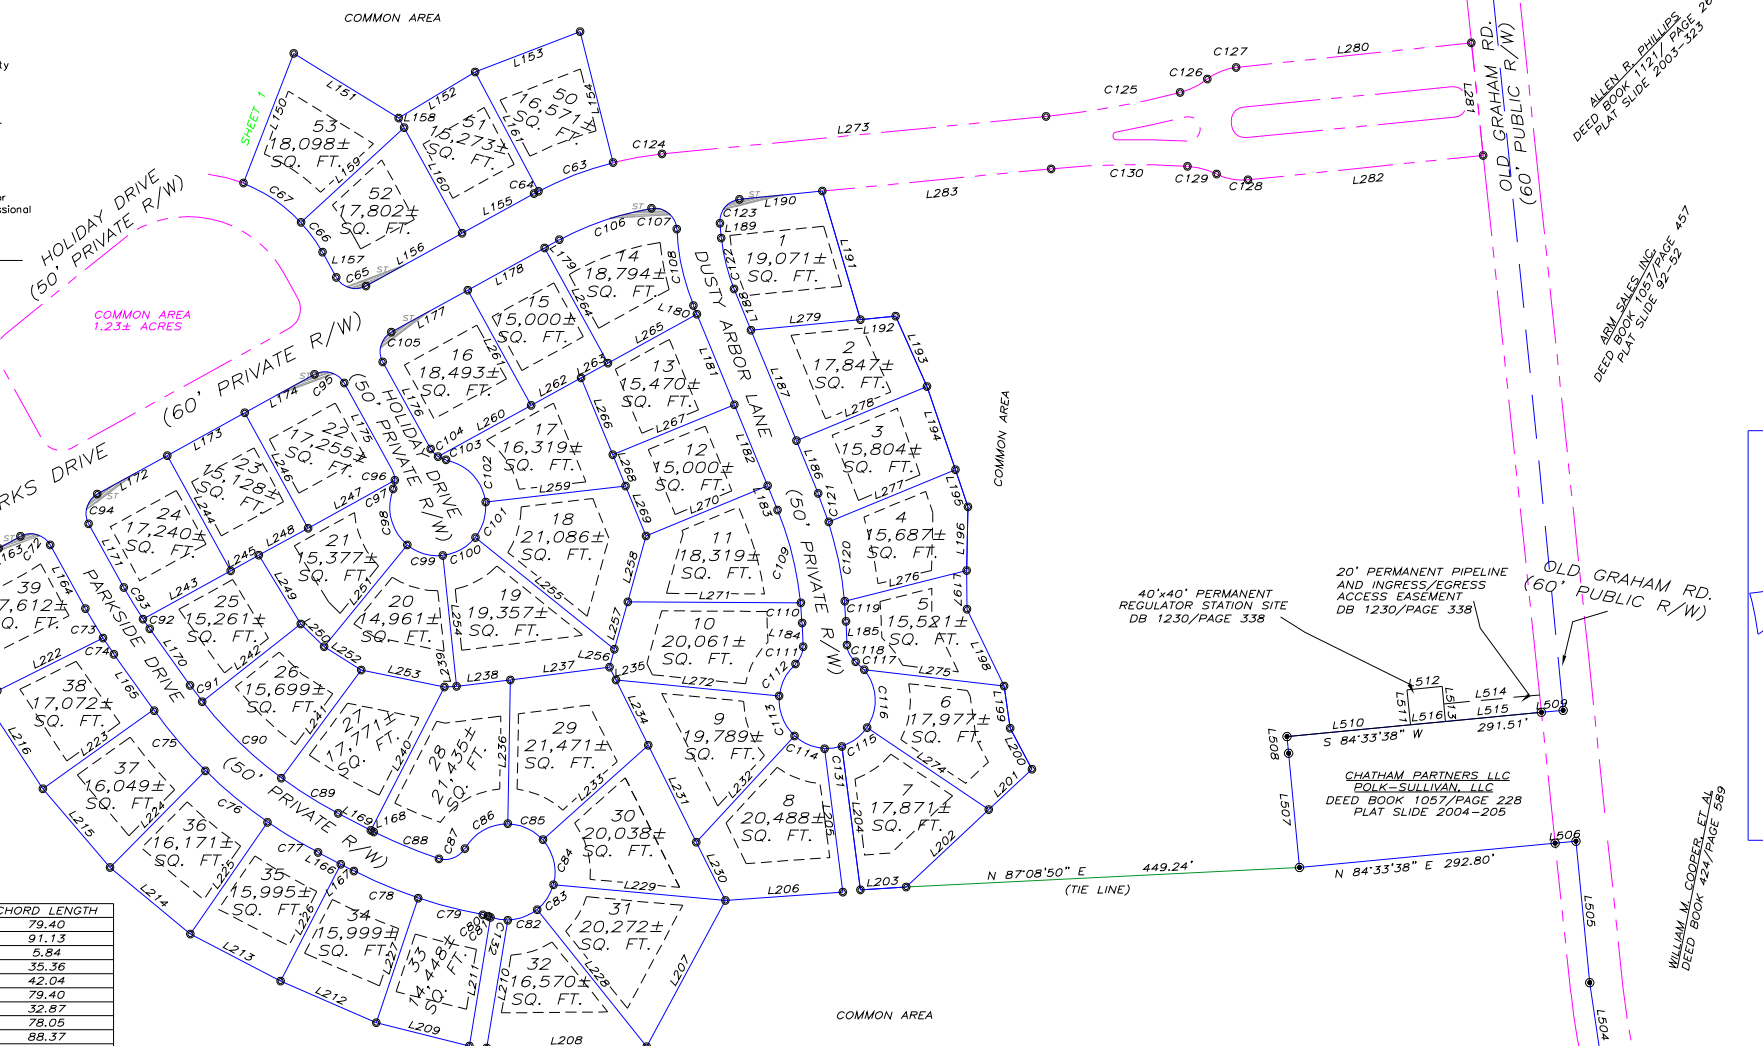 COMMON AREA
ty
or
ssional
SHEET 1
HOLIDAY DRIVE
(50' PRIVATE R/W)
COMMON AREA
1.23± ACRES
L150
L151
L152
L153
L154
L158
L159
L160
L161
53
18,098±
SQ. FT.
51
15,273±
SQ. FT.
50
16,571±
SQ. FT.
52
17,802±
SQ. FT.
C67
C66
L157
C65
ST
L156
L155
C64
C63
C124
L273
C125
C126
C127
L280
L281
C130
C129
C128
L282
L283
OLD GRAHAM RD.
(60' PUBLIC R/W)
ALLEN R. PHILLIPS
DEED BOOK 1121/ PAGE 26
PLAT SLIDE 2003-323
ARM SALES INC.
DEED BOOK 1057/PAGE 457
PLAT SLIDE 92-52
ST
C106
C107
C108
ST
L190
C123
L189
C122
L188
L191
1
19,071±
SQ. FT.
L279
L192
L193
2
17,847±
SQ. FT.
L187
L278
L194
3
15,804±
SQ. FT.
L186
L277
C121
L195
4
15,687±
SQ. FT.
C120
L196
L276
L197
C119
L185
5
15,521±
SQ. FT.
C118
C117
L275
L198
C116
6
17,977±
SQ. FT.
L199
L200
L201
C115
L274
7
17,871±
SQ. FT.
L202
L203
L204
C131
L205
C114
8
20,488±
SQ. FT.
L206
L232
C113
9
19,789±
SQ. FT.
C112
L272
C111
L184
C110
10
20,061±
SQ. FT.
L271
C109
11
18,319±
SQ. FT.
L183
L270
L182
12
15,000±
SQ. FT.
L267
L181
13
15,470±
SQ. FT.
L265
L180
14
18,794±
SQ. FT.
L264
L179
L178
15
15,000±
SQ. FT.
L263
L262
L261
ST
L177
C105
16
18,493±
SQ. FT.
L176
L260
C104
C103
17
16,319±
SQ. FT.
L266
L268
L259
C102
C101
18
21,086±
SQ. FT.
L269
L258
L257
L255
C100
19
19,357±
SQ. FT.
L256
L235
C99
L254
20
14,961±
SQ. FT.
L251
C98
C97
C96
21
15,377±
SQ. FT.
L247
L248
L175
C95
ST
L174
22
17,255±
SQ. FT.
L246
L173
23
15,128±
SQ. FT.
L245
L244
L172
ST
C94
24
17,240±
SQ. FT.
L171
L243
C93
C92
25
15,261±
SQ. FT.
L249
L250
L242
L170
C91
26
15,699±
SQ. FT.
L252
L253
L241
C90
27
17,771±
SQ. FT.
L240
L239
L238
L237
C89
L169
L168
28
21,435±
SQ. FT.
L236
C88
C87
C86
29
21,471±
SQ. FT.
L234
L233
30
20,038±
SQ. FT.
L231
L230
C84
L229
C83
31
20,272±
SQ. FT.
L207
L228
C82
32
16,570±
SQ. FT.
L208
L210
C132
L211
C81
C80
C79
33
14,448±
SQ. FT.
L209
L227
C78
34
15,999±
SQ. FT.
L212
L226
L167
L166
C77
35
15,995±
SQ. FT.
L213
L225
C76
36
16,171±
SQ. FT.
L214
L224
C75
37
16,049±
SQ. FT.
L215
L223
L165
38
17,072±
SQ. FT.
L216
L222
C74
C73
39
7,612±
SQ. FT.
L164
C72
ST
L163
RKS DRIVE
(60' PRIVATE R/W)
HOLIDAY DRIVE
(50' PRIVATE R/W)
PARKSIDE DRIVE
(50' PRIVATE R/W)
DUSTY ARBOR LANE
(50' PRIVATE R/W)
COMMON AREA
COMMON AREA
N 87°08'50" E
449.24'
(TIE LINE)
40'x40' PERMANENT
REGULATOR STATION SITE
DB 1230/PAGE 338
20' PERMANENT PIPELINE
AND INGRESS/EGRESS
ACCESS EASEMENT
DB 1230/PAGE 338
OLD GRAHAM RD.
(60' PUBLIC R/W)
L512
L511
L513
L514
L516
L515
L509
L510
S 84°33'38" W
291.51'
L508
L507
CHATHAM PARTNERS LLC
POLK-SULLIVAN, LLC
DEED BOOK 1057/PAGE 228
PLAT SLIDE 2004-205
N 84°33'38" E 292.80'
L506
L505
L504
WILLIAM M. COOPER, ET AL
DEED BOOK 424/PAGE 589
CHORD LENGTH
79.40
91.13
5.84
35.36
42.04
79.40
32.87
78.05
88.37